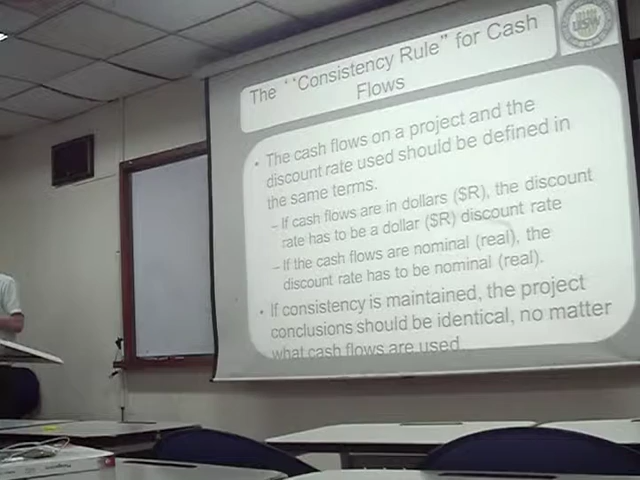 The ‘ ‘Consistency Rule” for Cash
Flows
• The cash flows on a project and the
discount rate used should be defined in
the same terms.
– If cash flows are in dollars ($R), the discount
rate has to be a dollar ($R) discount rate
– If the cash flows are nominal (real), the
discount rate has to be nominal (real).
• If consistency is maintained, the project
conclusions should be identical, no matter
what cash flows are used